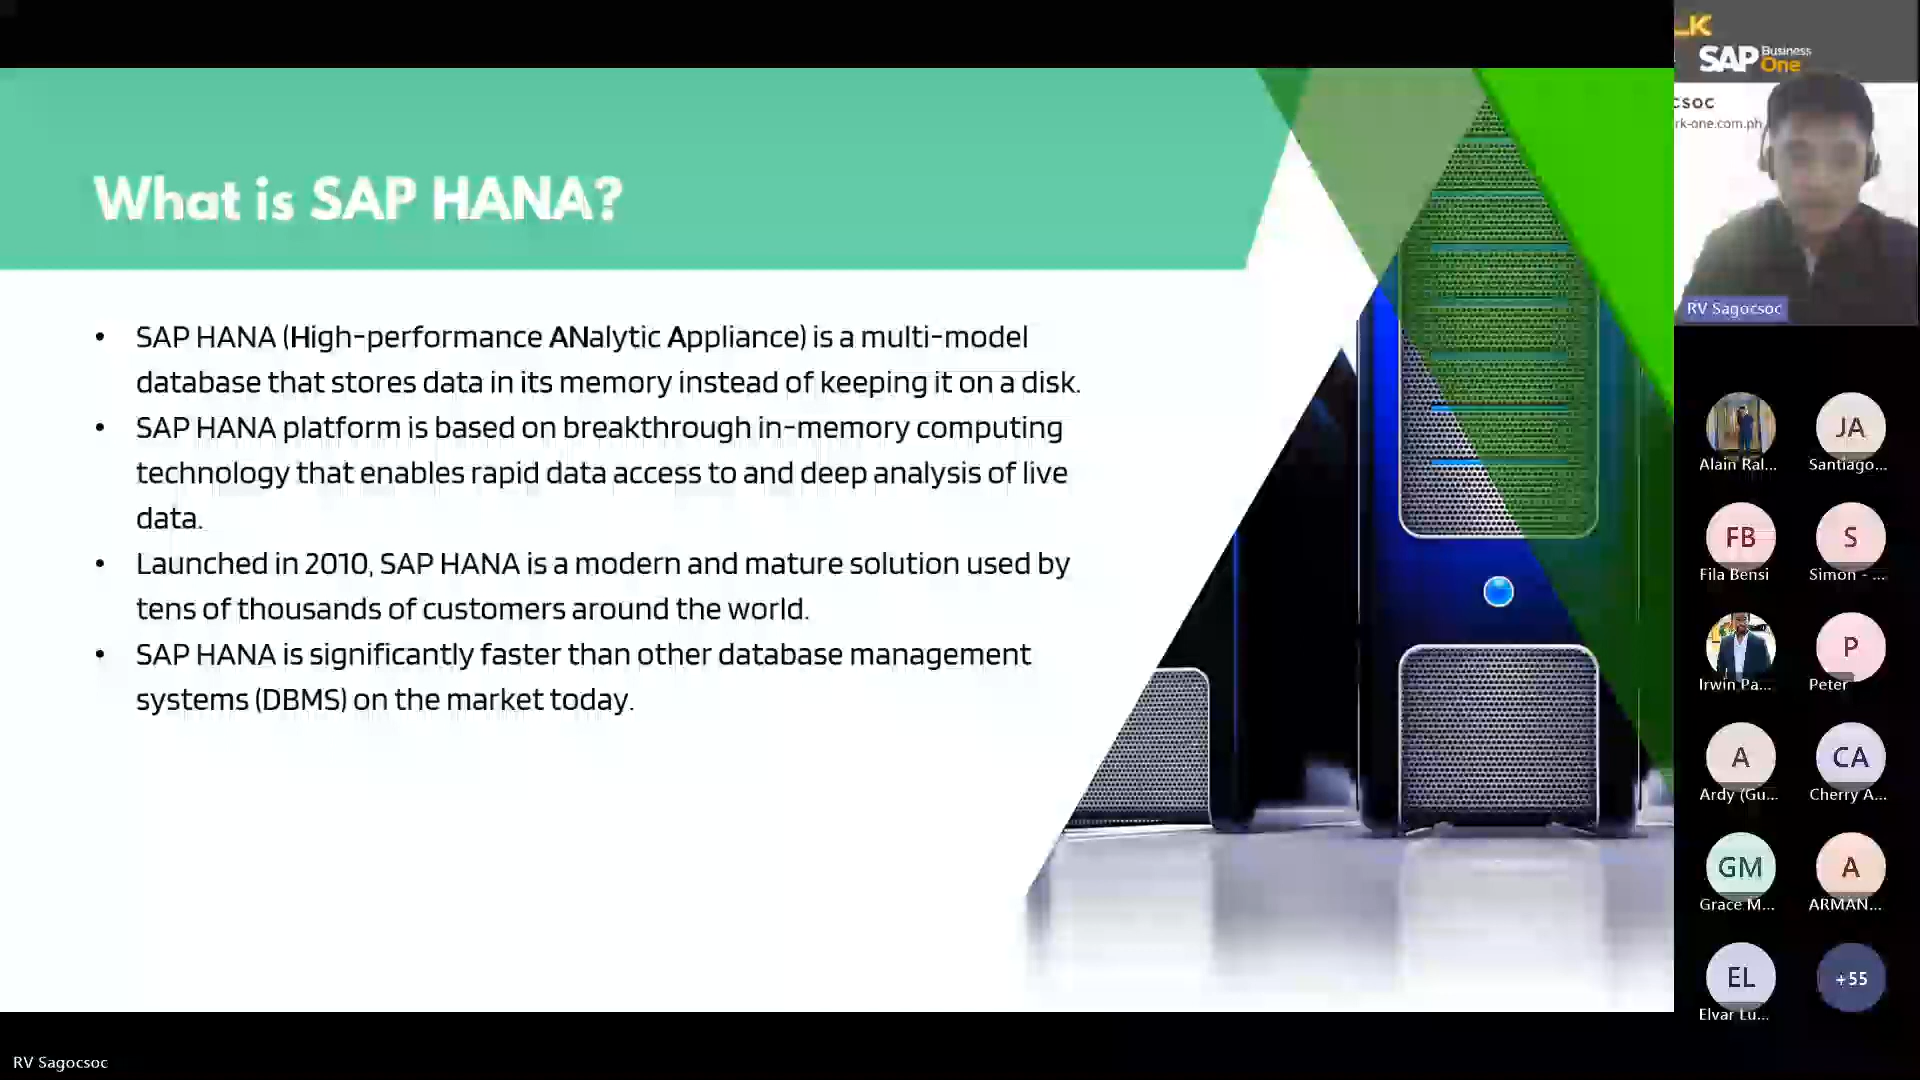 What is SAP HANA?
• SAP HANA (High-performance ANalytic Appliance) is a multi-model
database that stores data in its memory instead of keeping it on a disk.
• SAP HANA platform is based on breakthrough in-memory computing
technology that enables rapid data access to and deep analysis of live
data.
• Launched in 2010, SAP HANA is a modern and mature solution used by
tens of thousands of customers around the world.
• SAP HANA is significantly faster than other database management
systems (DBMS) on the market today.
LK
SAP Business One
csoc
rk-one.com.ph
RV Sagocsoc
Alain Ral...
JA
Santiago...
FB
Fila Bensi
S
Simon - ...
Irwin Pa...
P
Peter
A
Ardy (Gu...
CA
Cherry A...
GM
Grace M...
A
ARMAN...
EL
Elvar Lu...
+55
RV Sagocsoc